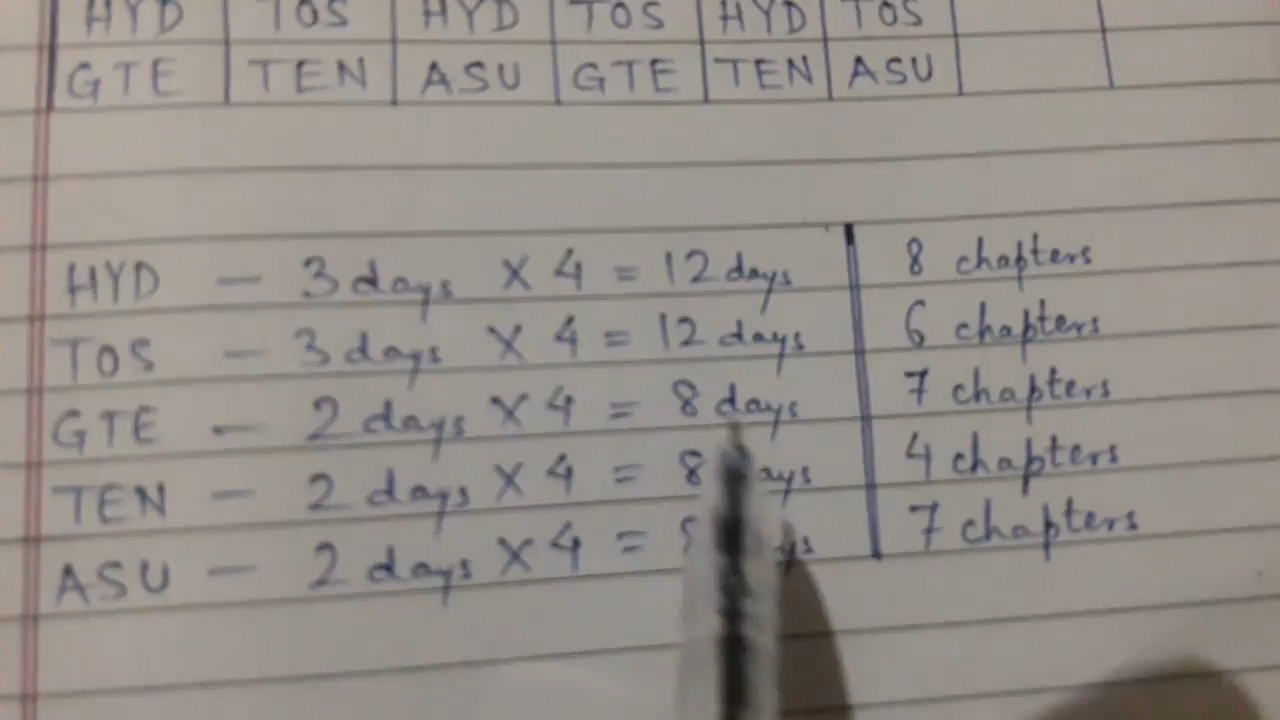 HYD TOS HYD TOS HYD TOS
GTE TEN ASU GTE TEN ASU
HYD - 3 days X 4 = 12 days 8 chapters
TOS - 3 days X 4 = 12 days 6 chapters
GTE - 2 days X 4 = 8 days 7 chapters
TEN - 2 days X 4 = 8 days 4 chapters
ASU - 2 days X 4 = 7 chapters